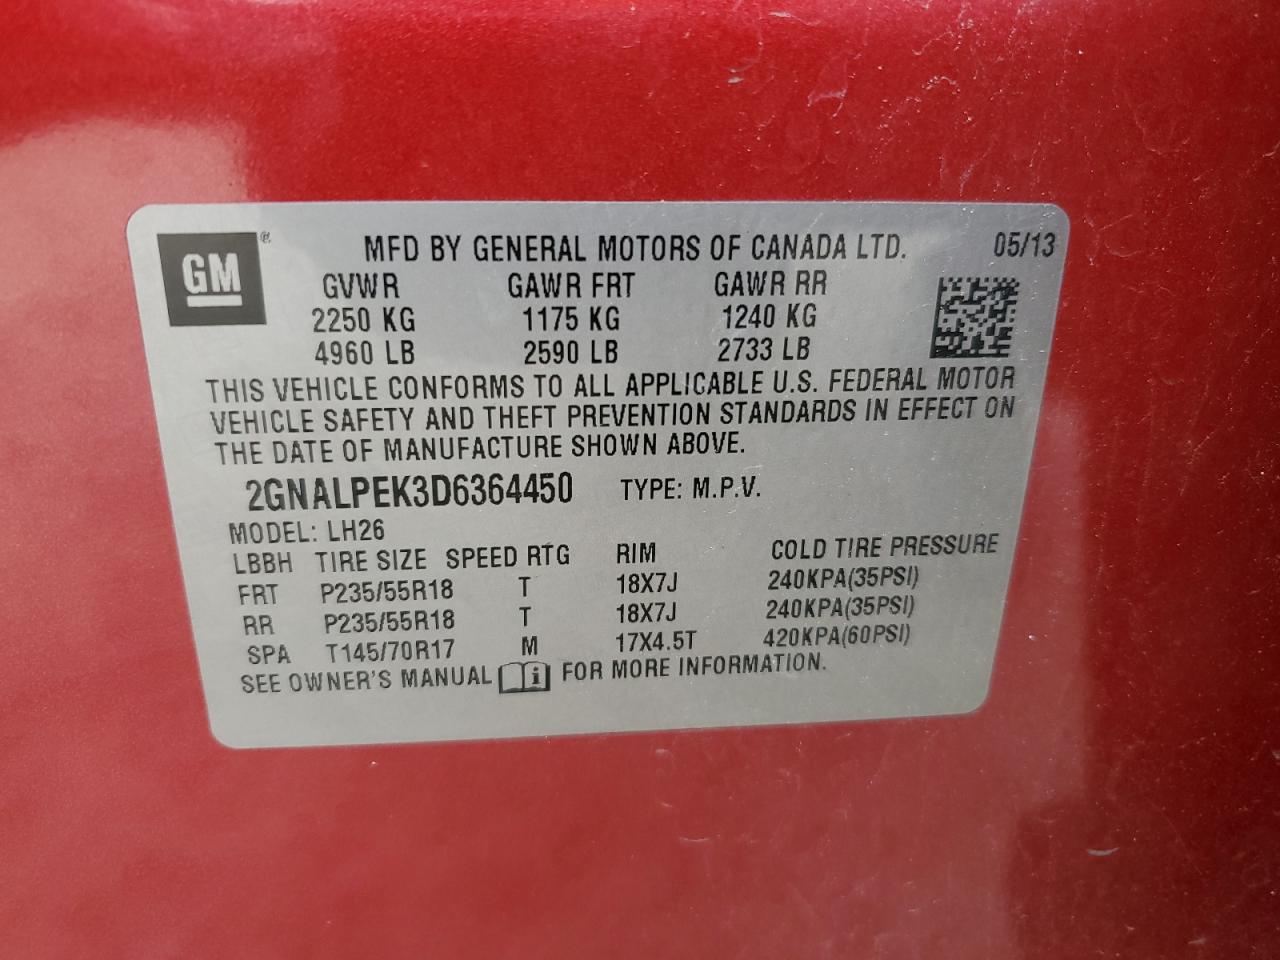 GM®
MFD BY GENERAL MOTORS OF CANADA LTD. 05/13
GVWR GAWR FRT GAWR RR
2250 KG 1175 KG 1240 KG
4960 LB 2590 LB 2733 LB
THIS VEHICLE CONFORMS TO ALL APPLICABLE U.S. FEDERAL MOTOR
VEHICLE SAFETY AND THEFT PREVENTION STANDARDS IN EFFECT ON
THE DATE OF MANUFACTURE SHOWN ABOVE.
2GNALPEK3D6364450 TYPE: M.P.V.
MODEL: LH26
LBBH TIRE SIZE SPEED RTG RIM COLD TIRE PRESSURE
FRT P235/55R18 T 18X7J 240KPA(35PSI)
RR P235/55R18 T 18X7J 240KPA(35PSI)
SPA T145/70R17 M 17X4.5T 420KPA(60PSI)
SEE OWNER'S MANUAL i FOR MORE INFORMATION.